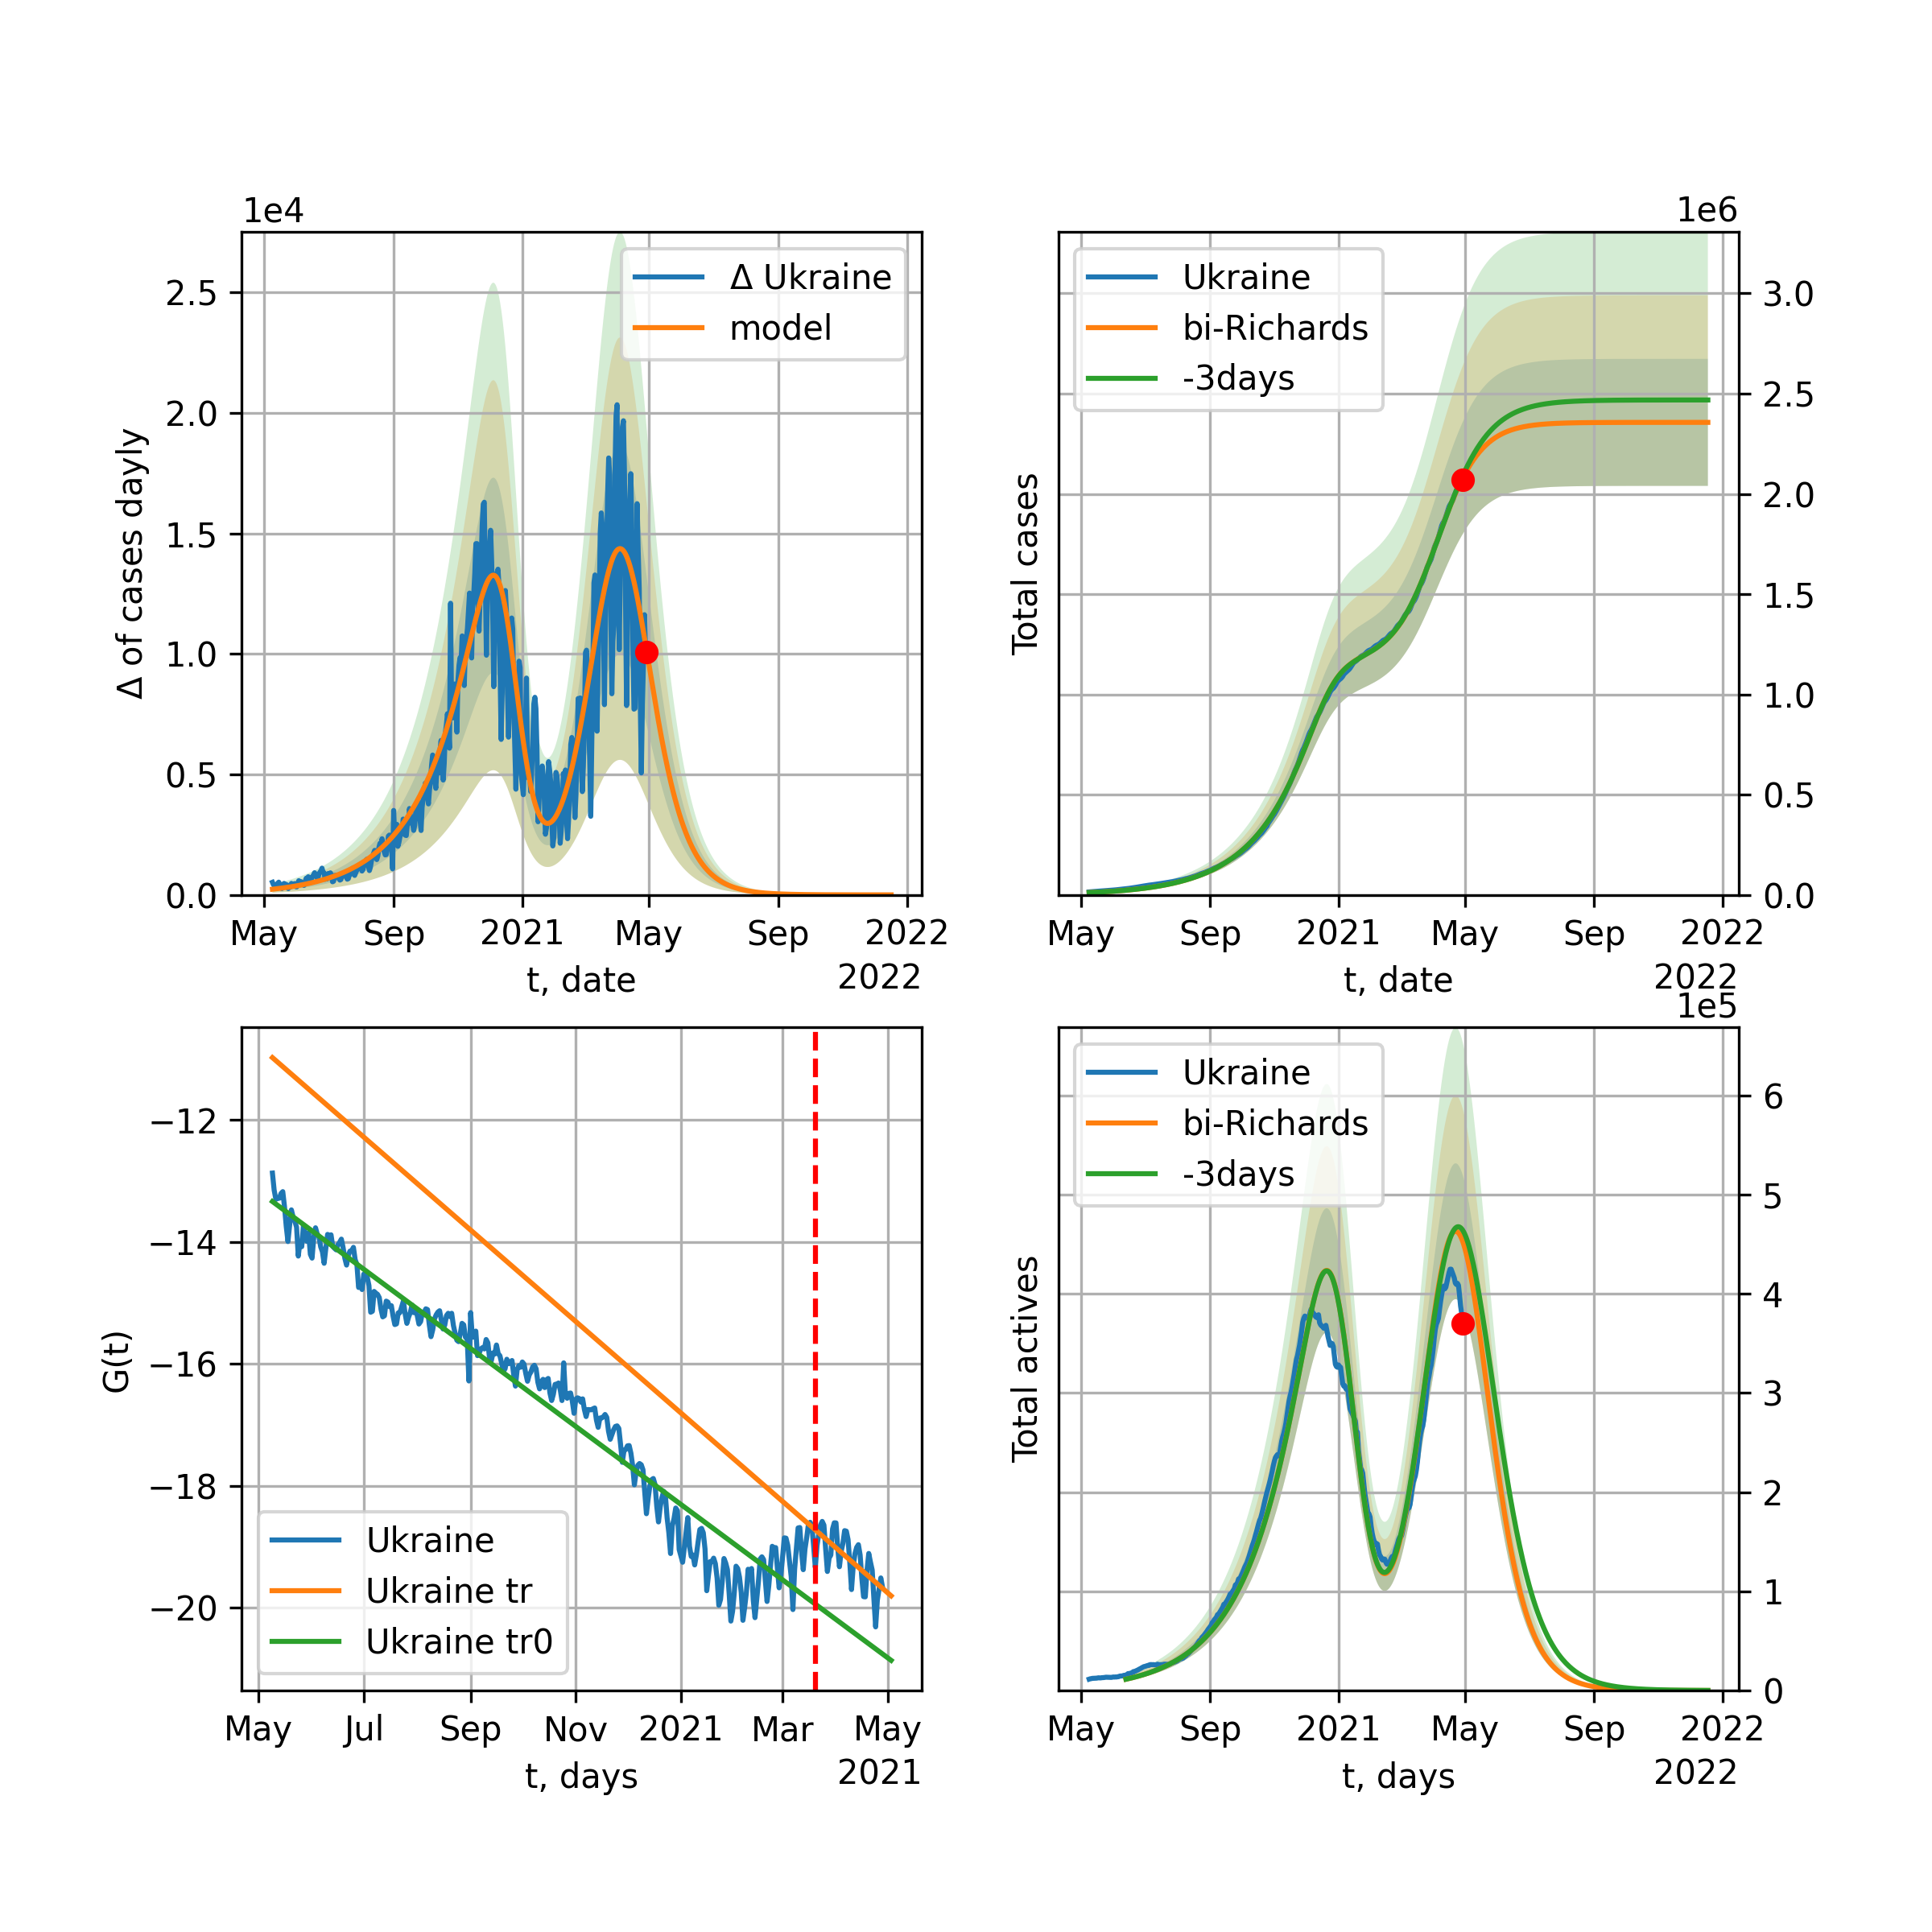 1e4
2.5
2.0
1.5
1.0
0.5
0.0
Δ of cases dayly
Δ Ukraine
model
May Sep 2021 May Sep 2022
t, date
2022
1e6
3.0
2.5
2.0
1.5
1.0
0.5
0.0
Total cases
Ukraine
bi-Richards
-3days
May Sep 2021 May Sep 2022
t, date
2022
−12
−14
−16
−18
−20
G(t)
Ukraine
Ukraine tr
Ukraine tr0
May Jul Sep Nov 2021 Mar May
t, days
2021
1e5
6
5
4
3
2
1
0
Total actives
Ukraine
bi-Richards
-3days
May Sep 2021 May Sep 2022
t, days
2022